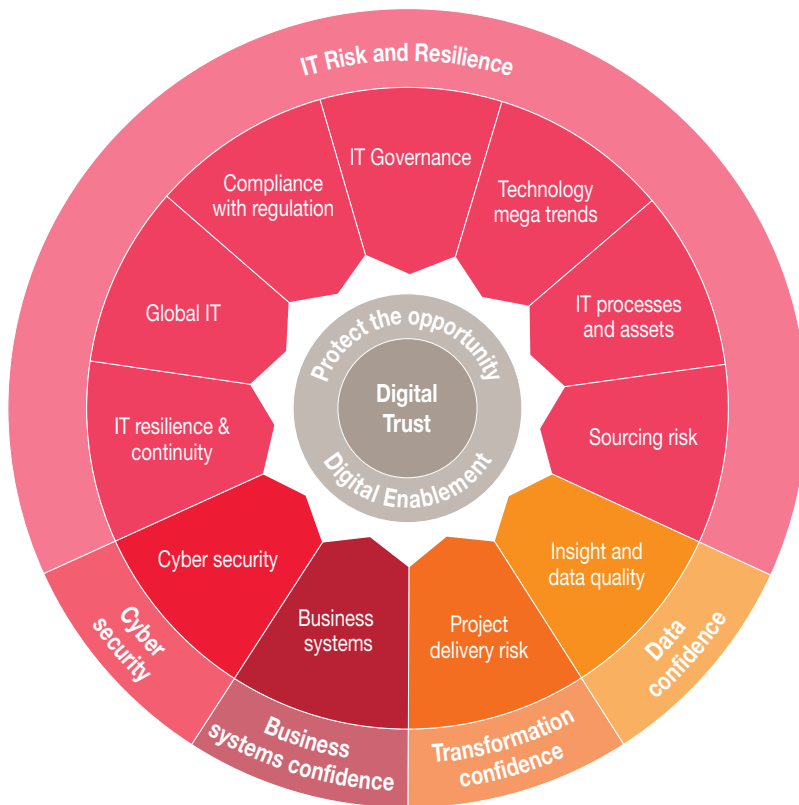 IT Risk and Resilience
IT Governance
Compliance
with regulation
Technology
mega trends
Global IT
IT processes
and assets
Protect the opportunity
Digital
Trust
Digital Enablement
IT resilience &
continuity
Sourcing risk
Cyber security
Insight and
data quality
Business
systems
Project
delivery risk
Cyber
security
Business
systems confidence
Transformation
confidence
Data
confidence